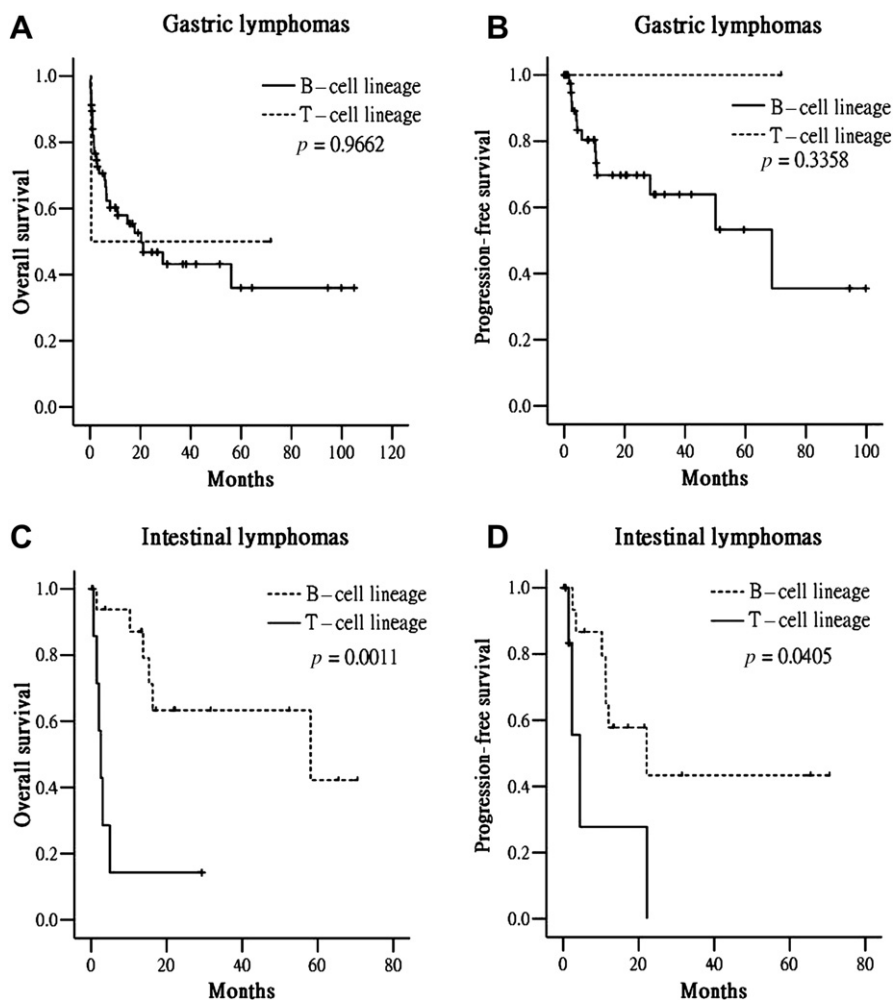 A
Gastric lymphomas
1.0
0.8
0.6
0.4
0.2
0.0
Overall survival
B–cell lineage
T–cell lineage
p = 0.9662
0 20 40 60 80 100 120
Months
B
Gastric lymphomas
1.0
0.8
0.6
0.4
0.2
0.0
Progression-free survival
B–cell lineage
T–cell lineage
p = 0.3358
0 20 40 60 80 100
Months
C
Intestinal lymphomas
1.0
0.8
0.6
0.4
0.2
0.0
Overall survival
B–cell lineage
T–cell lineage
p = 0.0011
0 20 40 60 80
Months
D
Intestinal lymphomas
1.0
0.8
0.6
0.4
0.2
0.0
Progression-free survival
B–cell lineage
T–cell lineage
p = 0.0405
0 20 40 60 80
Months